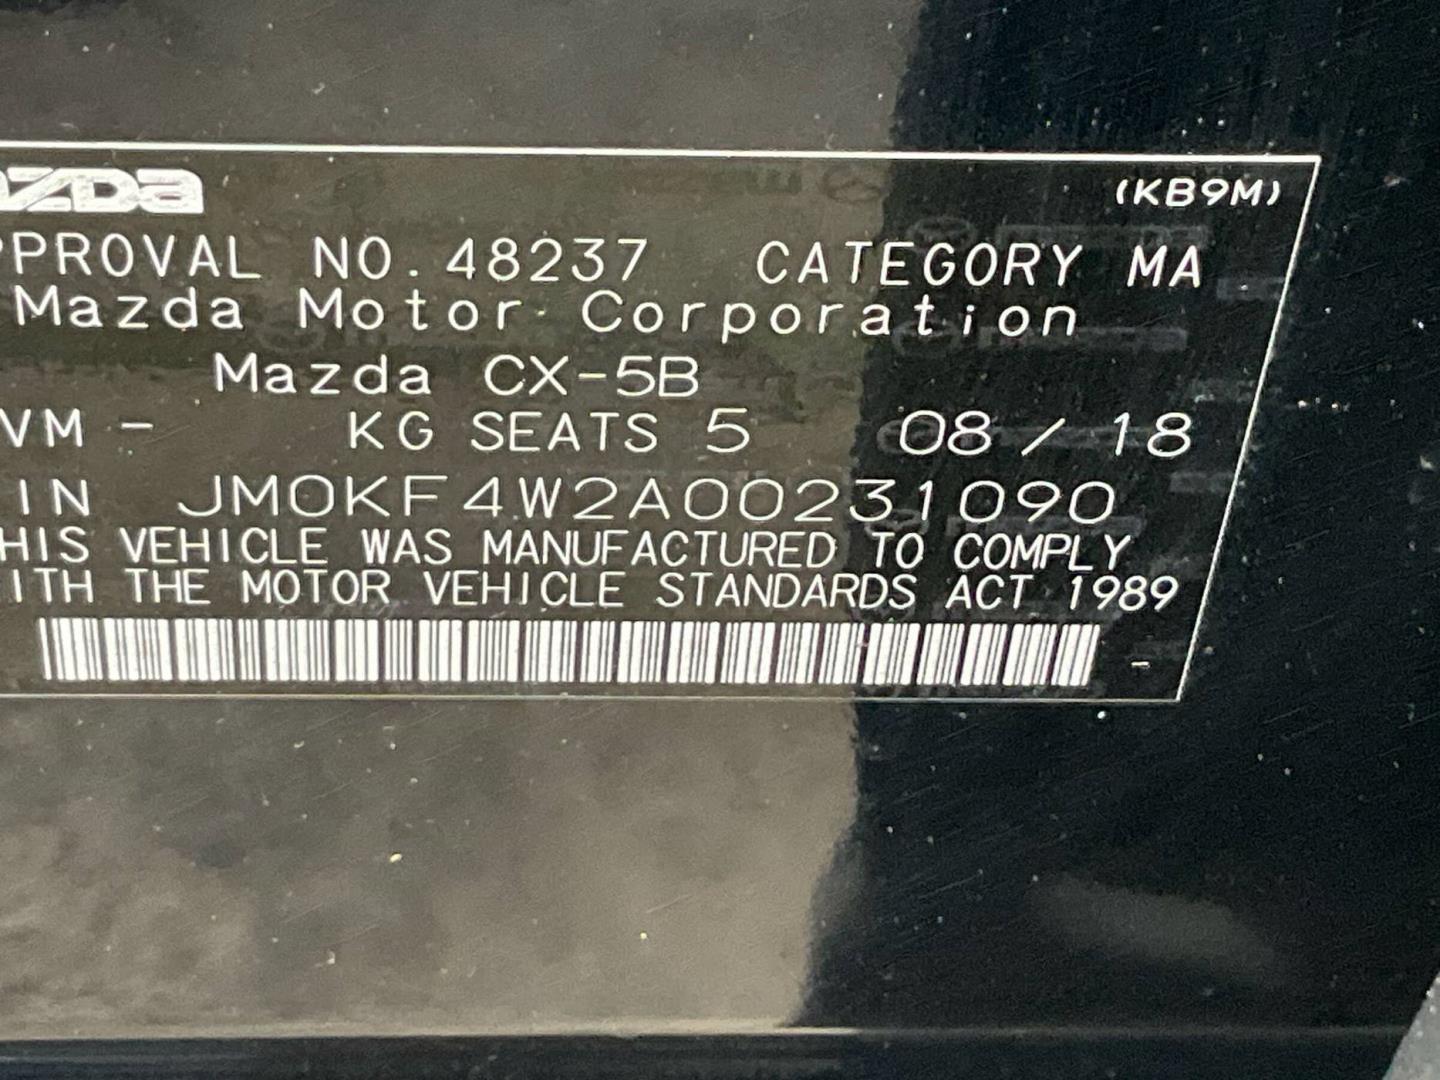 mazda
(KB9M)
APPROVAL NO. 48237 CATEGORY MA
Mazda Motor Corporation
Mazda CX-5B
VM - KG SEATS 5 08 / 18
IN JM0KF4W2A00231090
HIS VEHICLE WAS MANUFACTURED TO COMPLY
ITH THE MOTOR VEHICLE STANDARDS ACT 1989